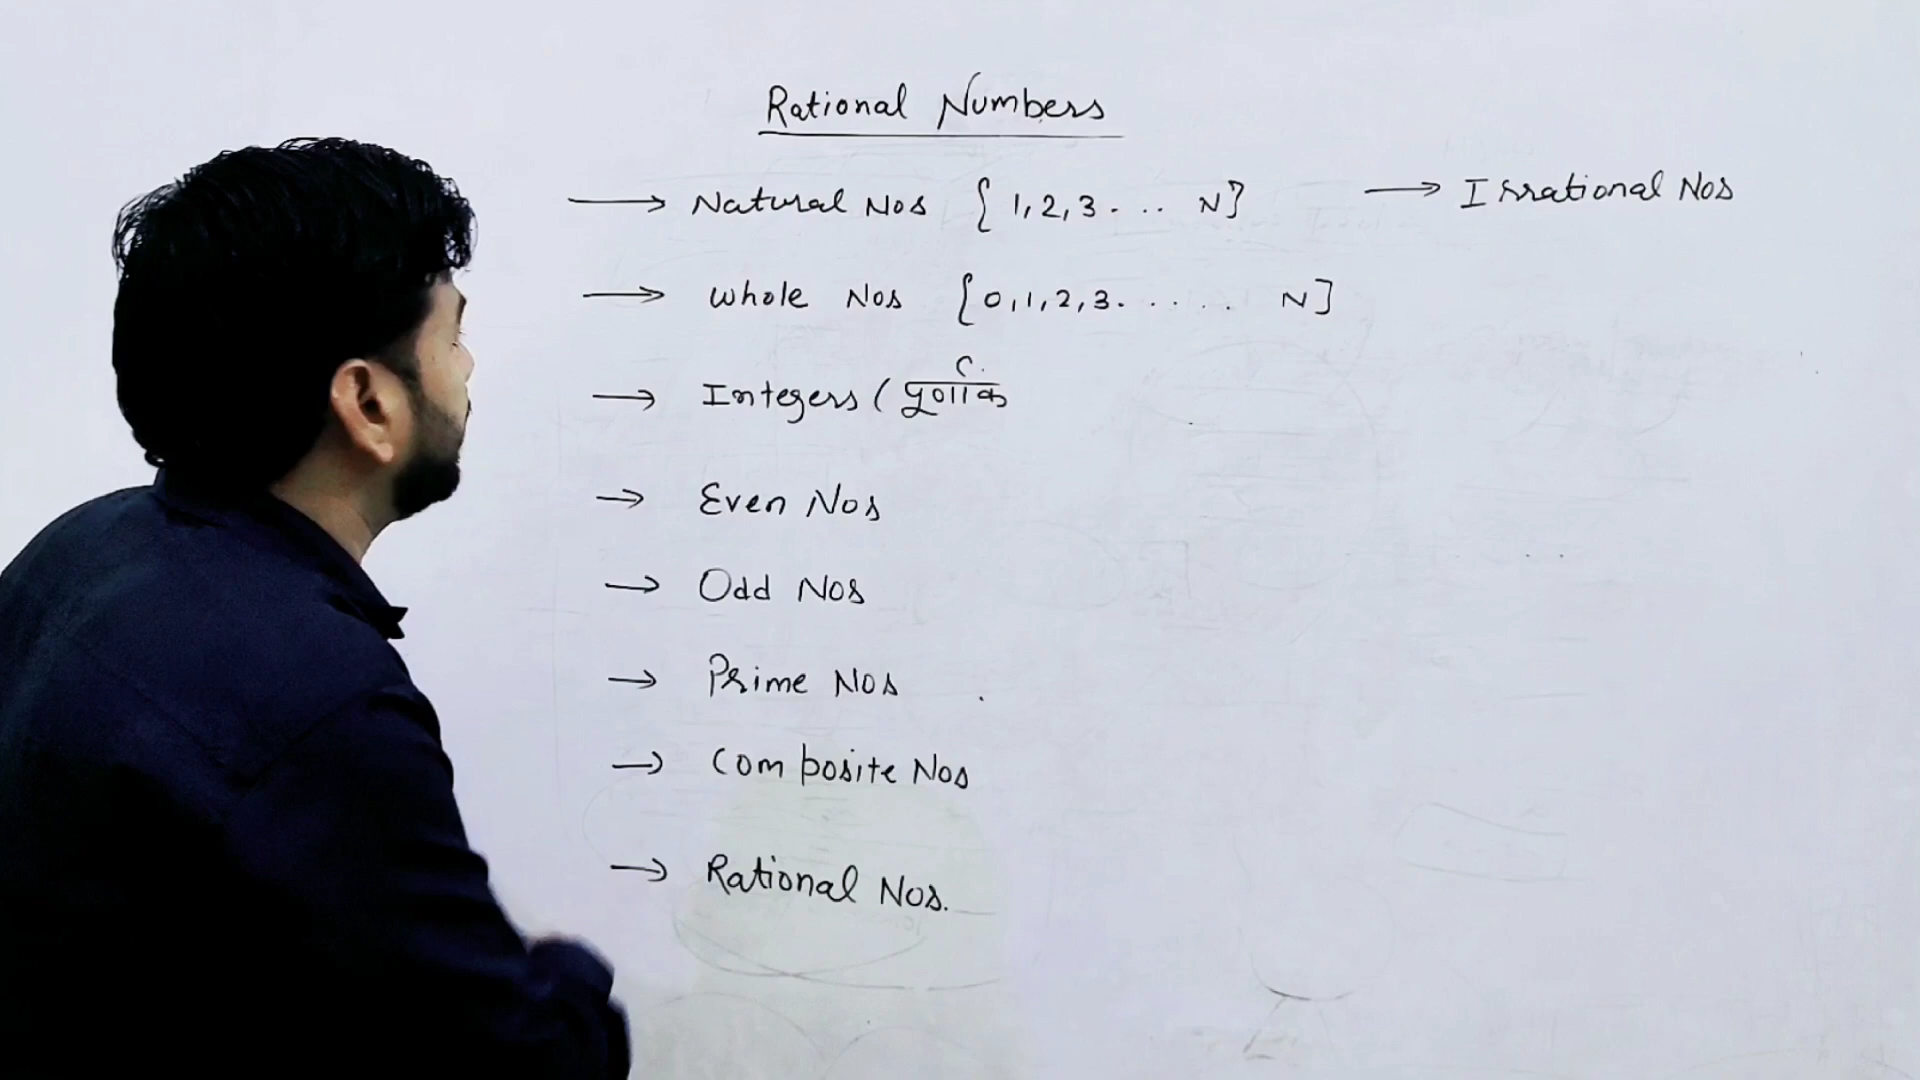 Rational Numbers
→ Natural Nos { 1, 2, 3 . . . . N}
→ Irrational Nos
→ Whole Nos {0, 1, 2, 3 . . . . . . N}
→ Integers ( पूर्णांक
→ Even Nos
→ Odd Nos
→ Prime Nos
→ Composite Nos
→ Rational Nos.